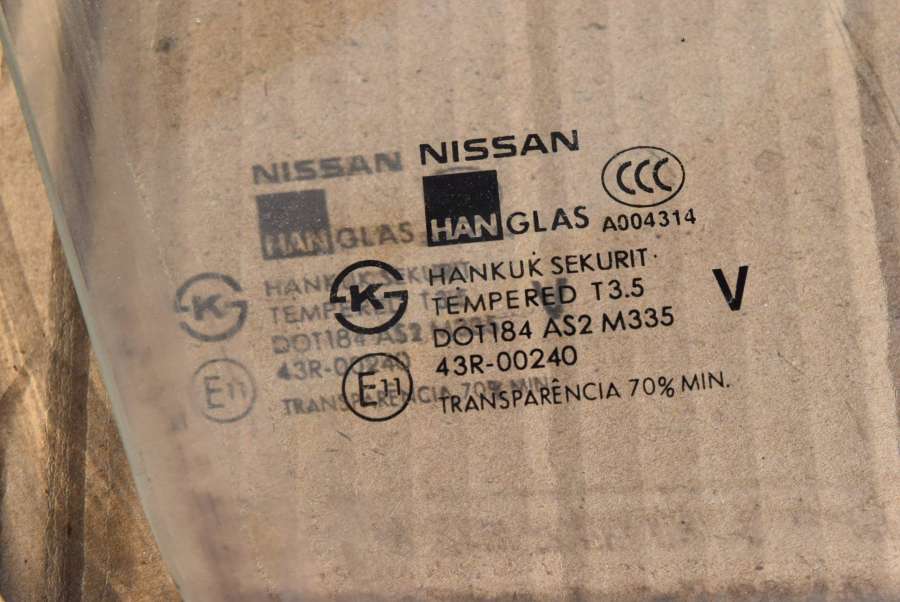 NISSAN
HANGLAS
CCC
A004314
K
HANKUK SEKURIT
TEMPERED T3.5
V
DOT184 AS2 M335
E11
43R-00240
TRANSPARÊNCIA 70% MIN.